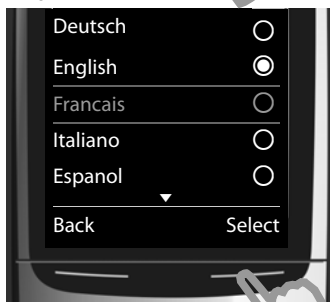 Deutsch
English
Francais
Italiano
Espanol
Back Select